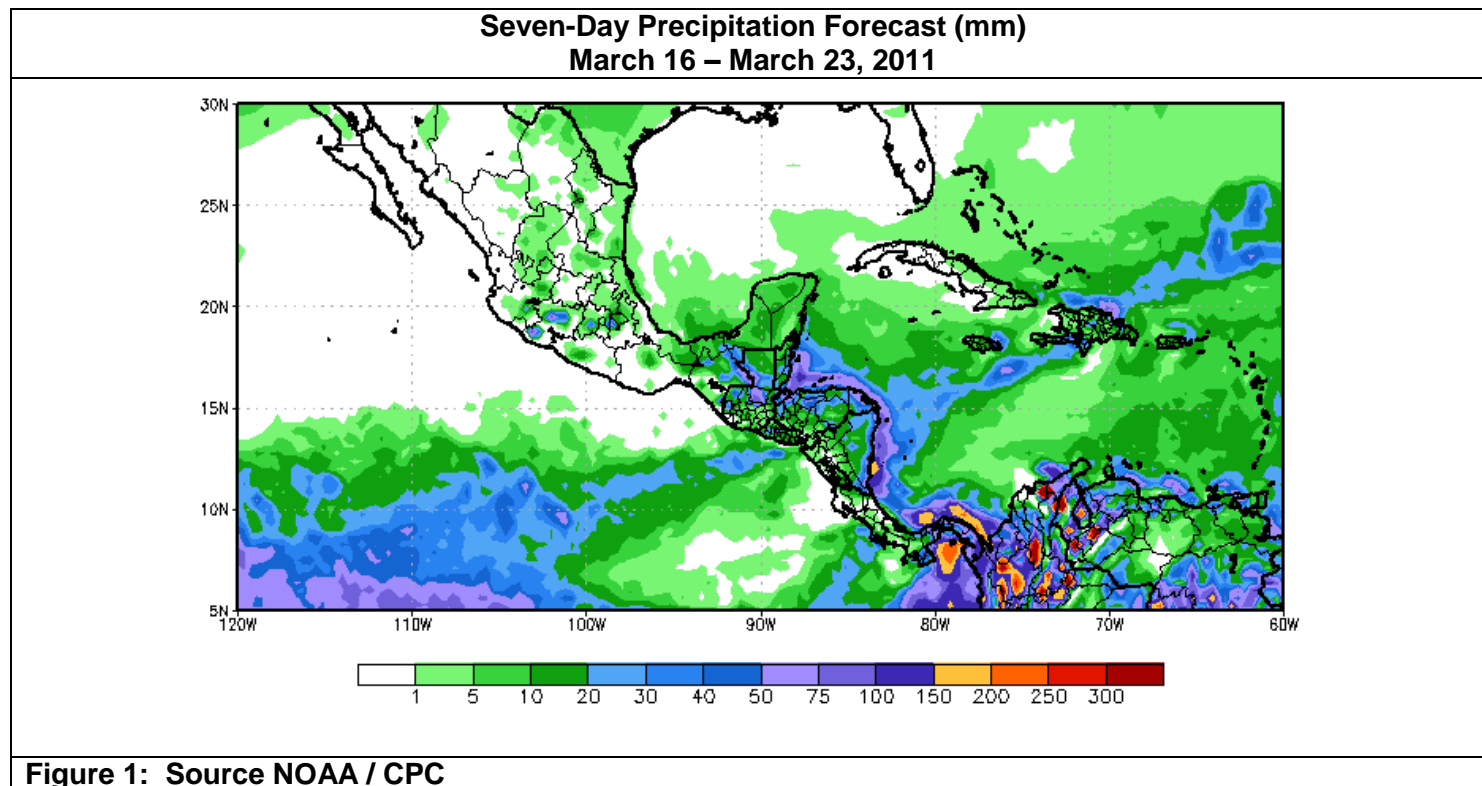 Seven-Day Precipitation Forecast (mm)
March 16 – March 23, 2011
30N
25N
20N
15N
10N
5N
120W 110W 100W 90W 80W 70W 60W
1 5 10 20 30 40 50 75 100 150 200 250 300
Figure 1: Source NOAA / CPC